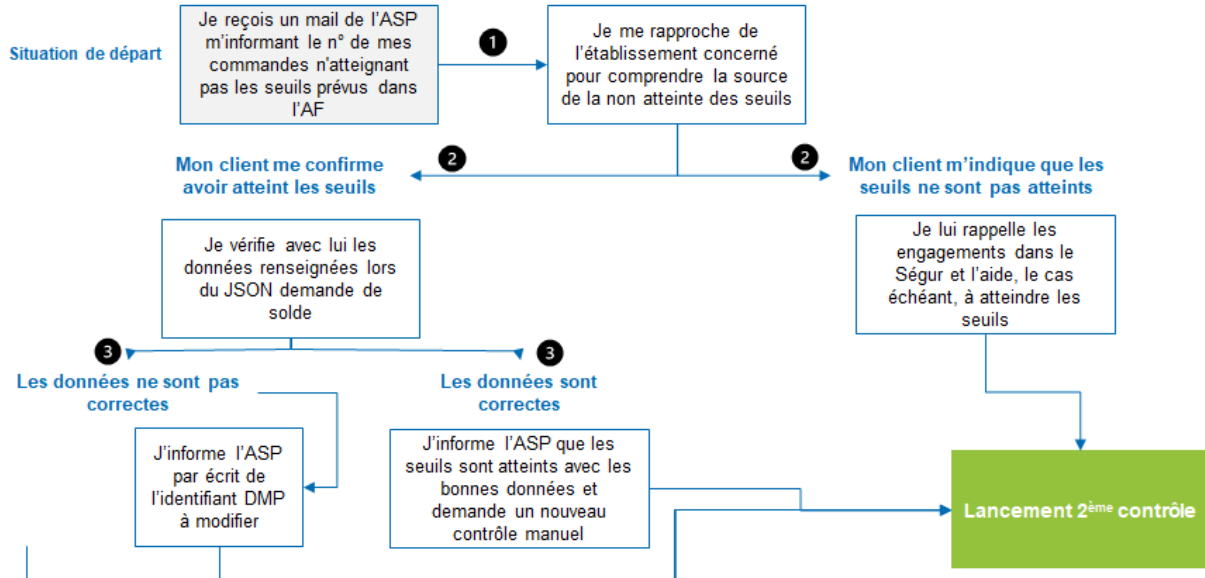 Situation de départ
Je reçois un mail de l'ASP
m'informant le n° de mes
commandes n'atteignant
pas les seuils prévus dans
l'AF
1
Je me rapproche de
l'établissement concerné
pour comprendre la source
de la non atteinte des seuils
2
2
Mon client me confirme
avoir atteint les seuils
Mon client m'indique que les
seuils ne sont pas atteints
Je vérifie avec lui les
données renseignées lors
du JSON demande de
solde
Je lui rappelle les
engagements dans le
Ségur et l'aide, le cas
échéant, à atteindre les
seuils
3
3
Les données ne sont pas
correctes
Les données sont
correctes
J'informe l'ASP
par écrit de
l'identifiant DMP
à modifier
J'informe l'ASP que les
seuils sont atteints avec les
bonnes données et
demande un nouveau
contrôle manuel
Lancement 2ème contrôle